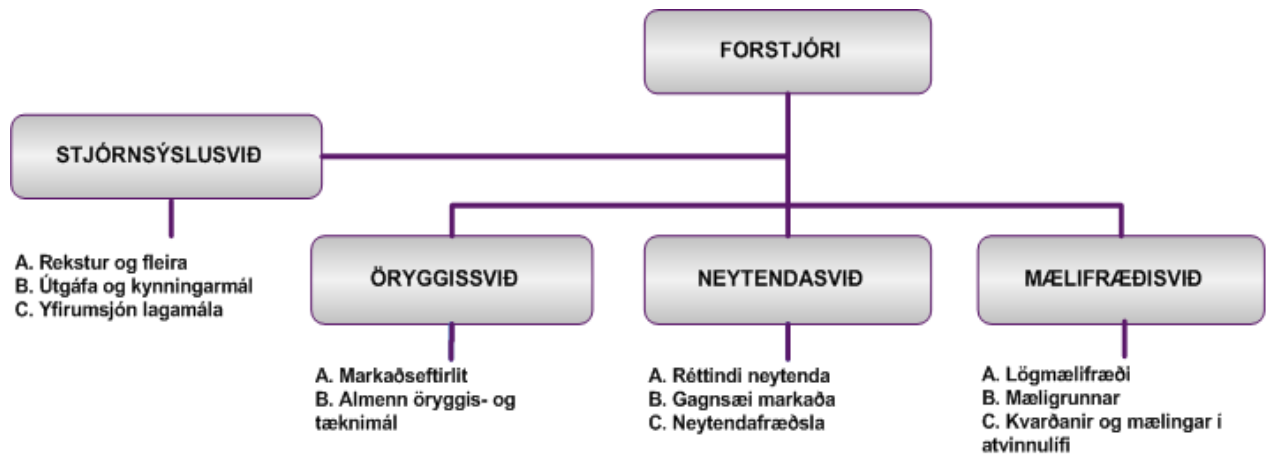 FORSTJÓRI
STJÓRNSÝSLUSVIÐ
A. Rekstur og fleira
B. Útgáfa og kynningarmál
C. Yfirumsjón lagamála
ÖRYGGISSVIÐ
A. Markaðseftirlit
B. Almenn öryggis- og
tæknimál
NEYTENDASVIÐ
A. Réttindi neytenda
B. Gagnsæi markaða
C. Neytendafræðsla
MÆLIFRÆÐISVIÐ
A. Lögmælifræði
B. Mæligrunnar
C. Kvarðanir og mælingar í
atvinnulífi